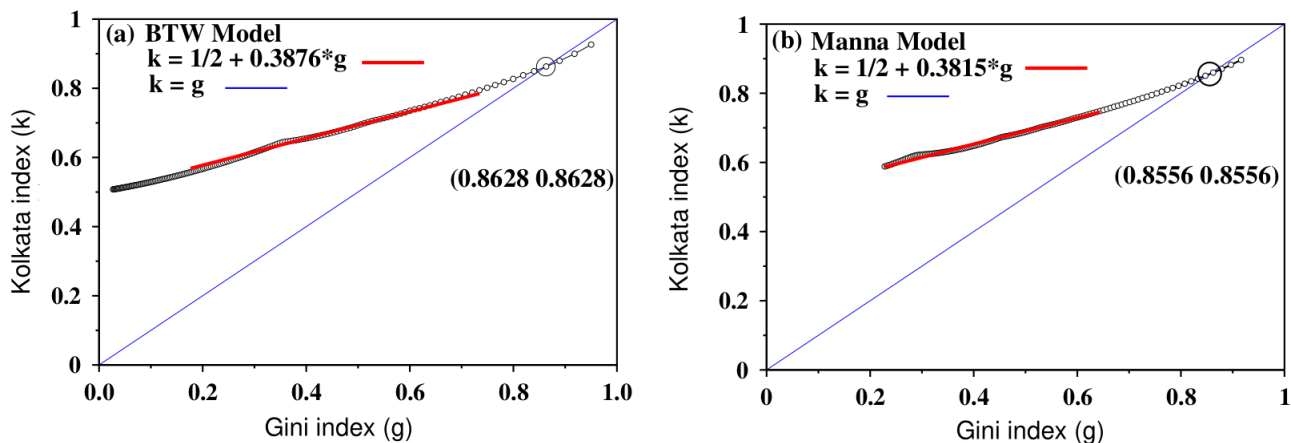 (a) BTW Model
k = 1/2 + 0.3876*g
k = g
(0.8628 0.8628)
Kolkata index (k)
1
0.8
0.6
0.4
0.2
0
0.0
0.2
0.4
0.6
0.8
1.0
Gini index (g)
(b) Manna Model
k = 1/2 + 0.3815*g
k = g
(0.8556 0.8556)
Kolkata index (k)
1
0.8
0.6
0.4
0.2
0
0
0.2
0.4
0.6
0.8
1
Gini index (g)